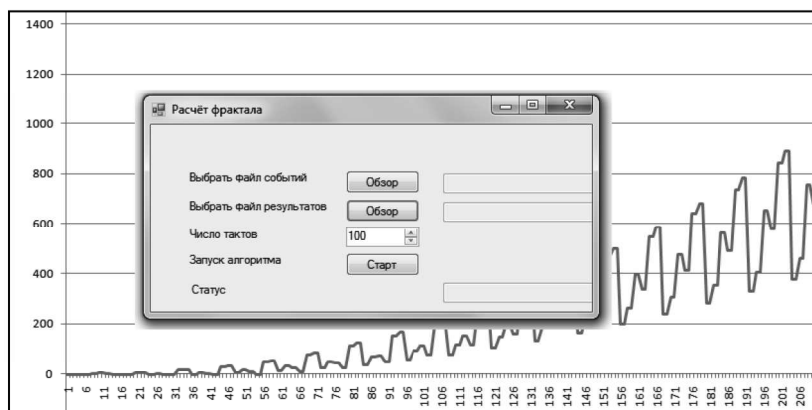 1400
1200
1000
800
600
400
200
0
Расчёт фрактала
Выбрать файл событий Обзор
Выбрать файл результатов Обзор
Число тактов 100
Запуск алгоритма Старт
Статус
1 6 11 16 21 26 31 36 41 46 51 56 61 66 71 76 81 86 91 96 101 106 111 116 121 126 131 136 141 146 151 156 161 166 171 176 181 186 191 196 201 206